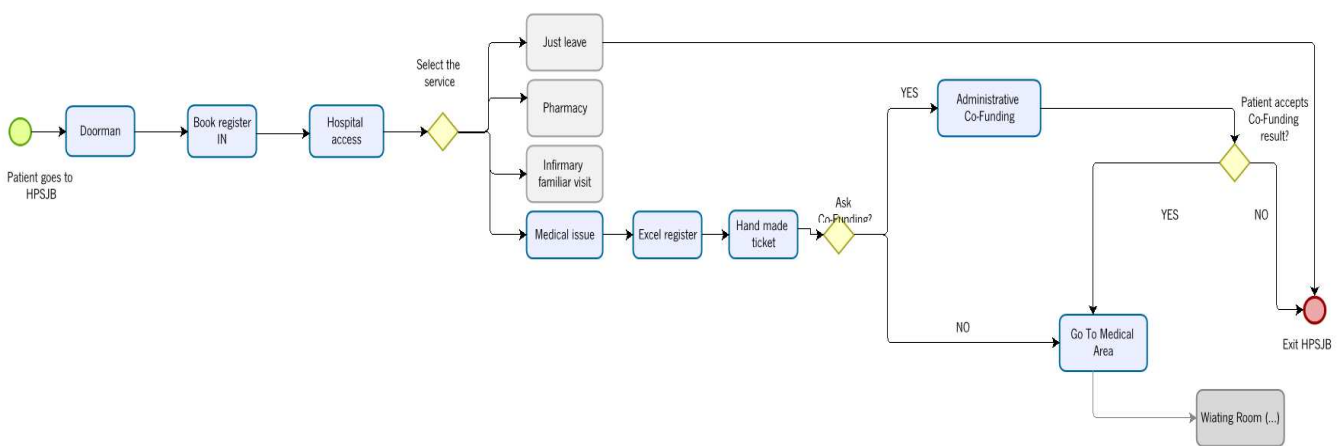 Patient goes to
HPSJB
Doorman
Book register
IN
Hospital
access
Select the
service
Just leave
Pharmacy
Infirmary
familiar visit
Medical issue
Excel register
Hand made
ticket
Ask
Co-Funding?
YES
Administrative
Co-Funding
Patient accepts
Co-Funding
result?
YES
NO
NO
Go To Medical
Area
Exit HPSJB
Wiating Room (...)